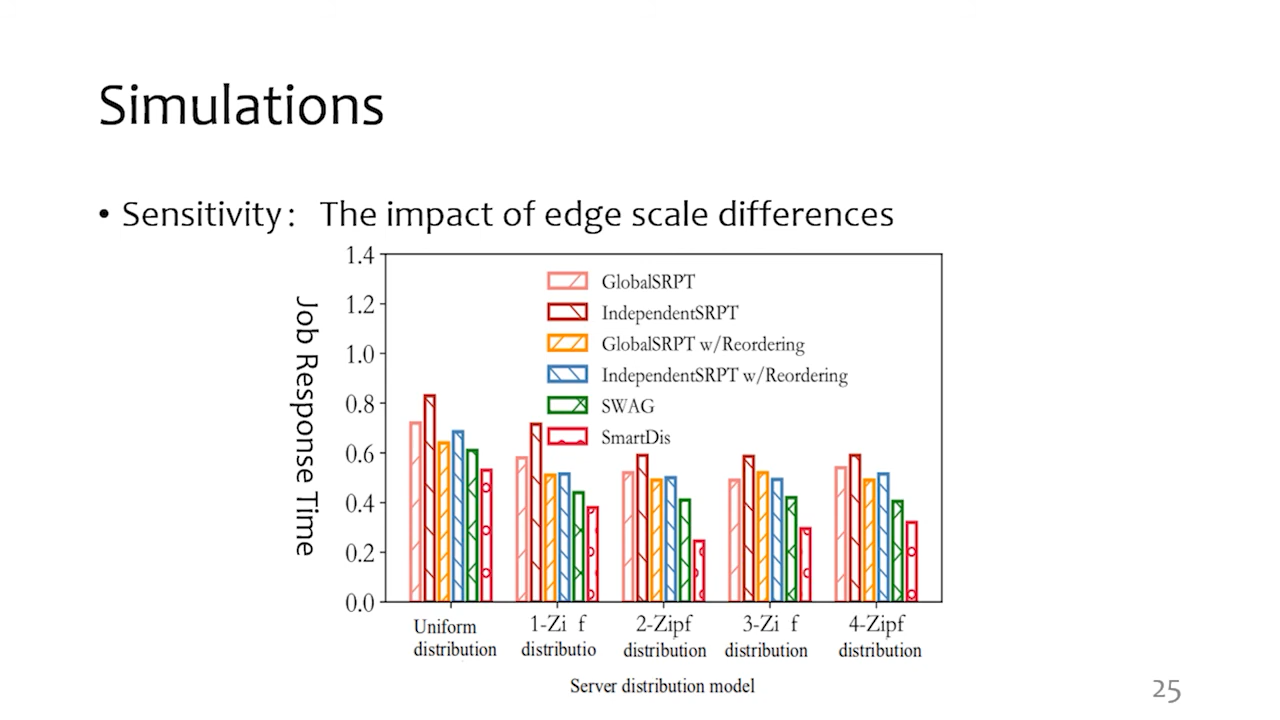 Simulations
• Sensitivity: The impact of edge scale differences
Job Response Time
1.4
1.2
1.0
0.8
0.6
0.4
0.2
0.0
GlobalSRPT
IndependentSRPT
GlobalSRPT w/Reordering
IndependentSRPT w/Reordering
SWAG
SmartDis
Uniform distribution
1-Zi f distributio
2-Zipf distribution
3-Zi f distribution
4-Zipf distribution
Server distribution model
25